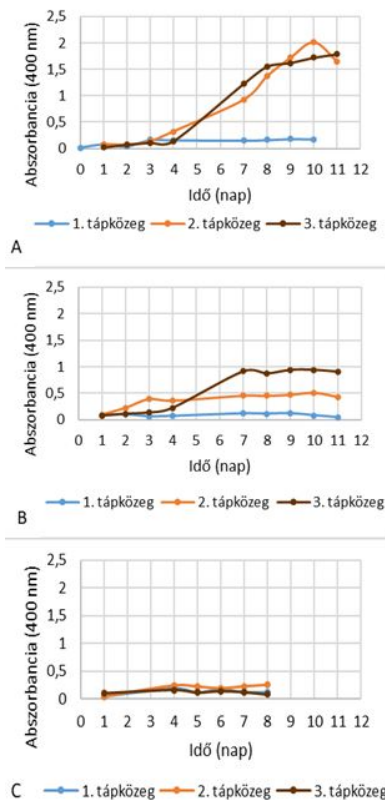 Abszorbancia (400 nm)
2,5
2
1,5
1
0,5
0
0 1 2 3 4 5 6 7 8 9 10 11 12
Idő (nap)
1. tápközeg 2. tápközeg 3. tápközeg
A
Abszorbancia (400 nm)
2,5
2
1,5
1
0,5
0
0 1 2 3 4 5 6 7 8 9 10 11 12
Idő (nap)
1. tápközeg 2. tápközeg 3. tápközeg
B
Abszorbancia (400 nm)
2,5
2
1,5
1
0,5
0
0 1 2 3 4 5 6 7 8 9 10 11 12
Idő (nap)
C 1. tápközeg 2. tápközeg 3. tápközeg